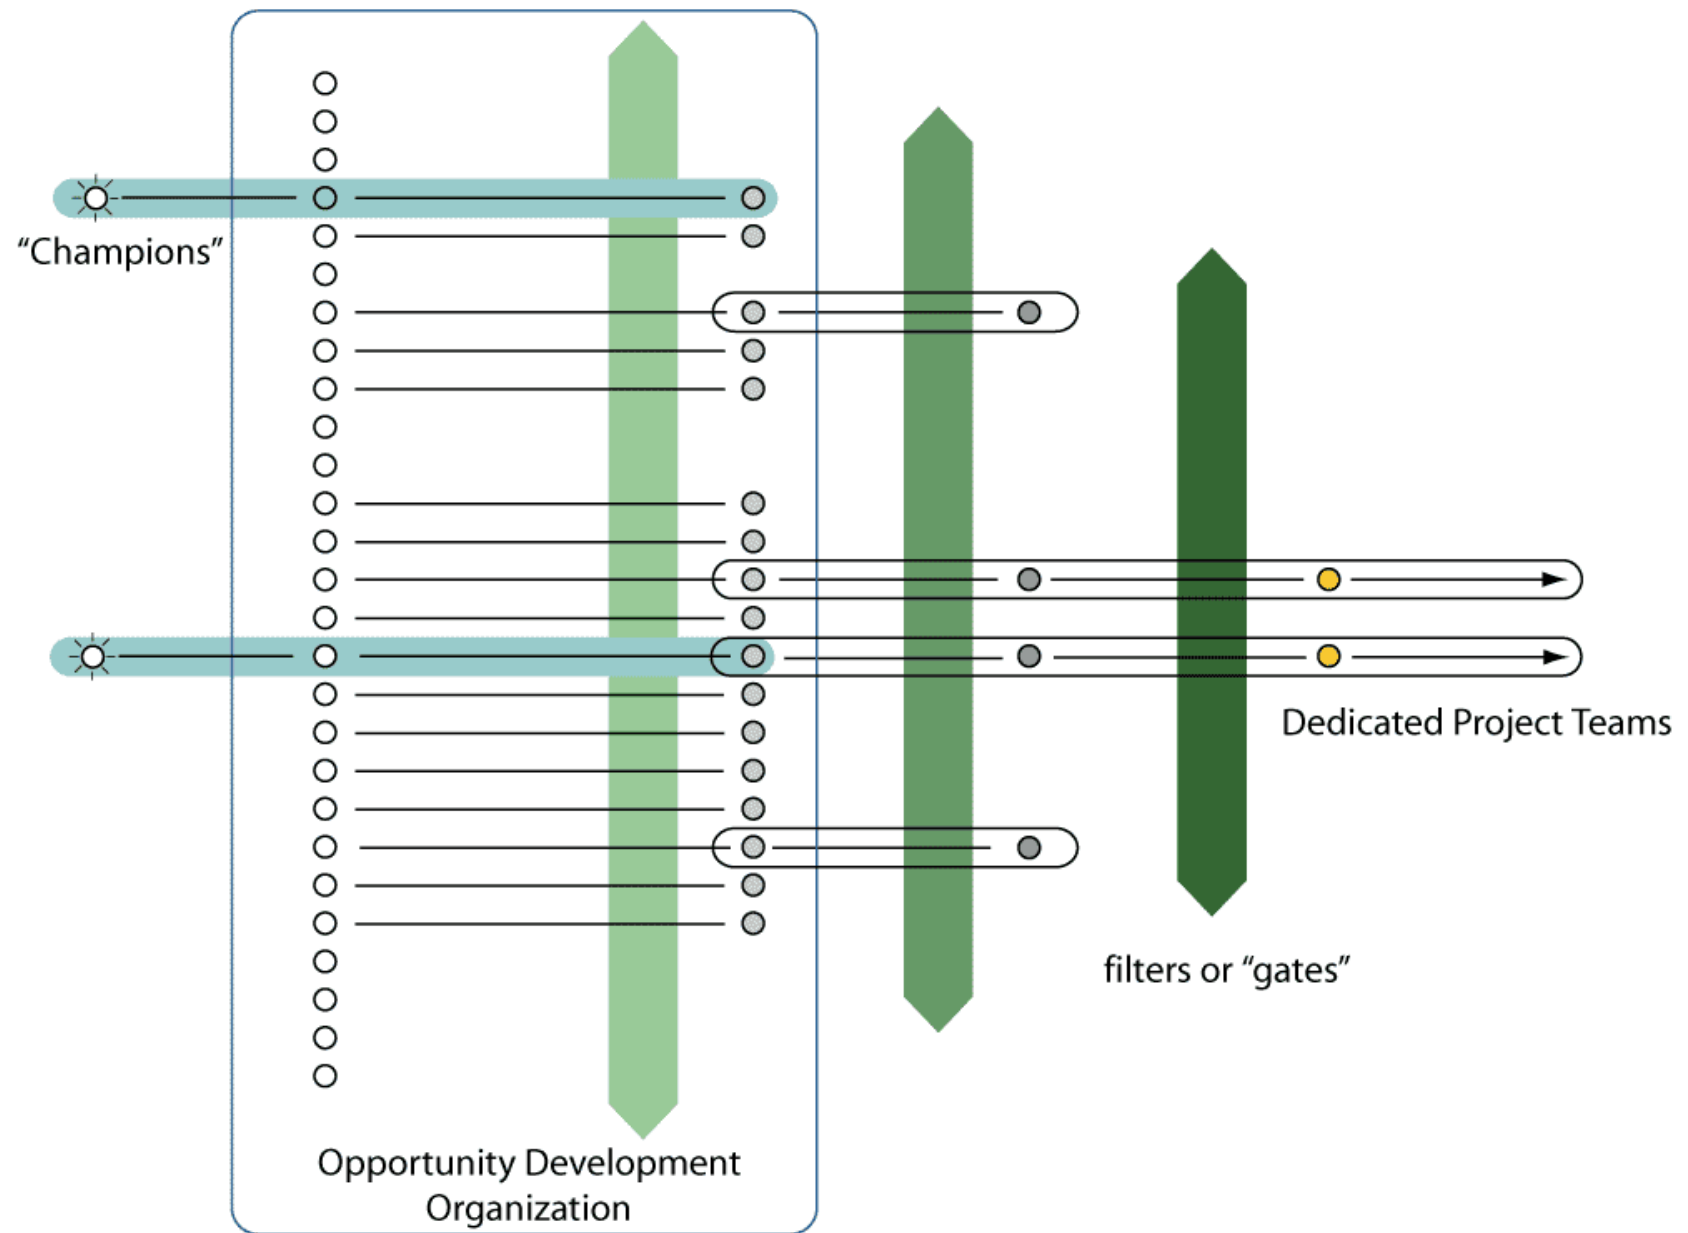 “Champions”
Dedicated Project Teams
filters or “gates”
Opportunity Development
Organization